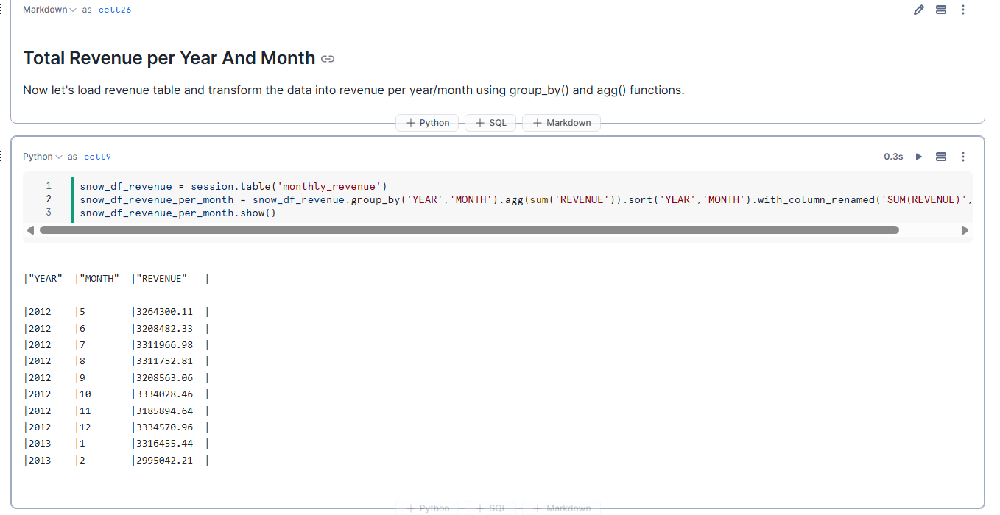 Markdown as cell26
Total Revenue per Year And Month
Now let's load revenue table and transform the data into revenue per year/month using group_by() and agg() functions.
+ Python + SQL + Markdown
Python as cell9 0.3s
1 snow_df_revenue = session.table('monthly_revenue')
2 snow_df_revenue_per_month = snow_df_revenue.group_by('YEAR','MONTH').agg(sum('REVENUE')).sort('YEAR','MONTH').with_column_renamed('SUM(REVENUE)',
3 snow_df_revenue_per_month.show()
---------------------------------
|"YEAR" |"MONTH" |"REVENUE" |
---------------------------------
|2012 |5 |3264300.11 |
|2012 |6 |3208482.33 |
|2012 |7 |3311966.98 |
|2012 |8 |3311752.81 |
|2012 |9 |3208563.06 |
|2012 |10 |3334028.46 |
|2012 |11 |3185894.64 |
|2012 |12 |3334570.96 |
|2013 |1 |3316455.44 |
|2013 |2 |2995042.21 |
---------------------------------
+ Python + SQL + Markdown